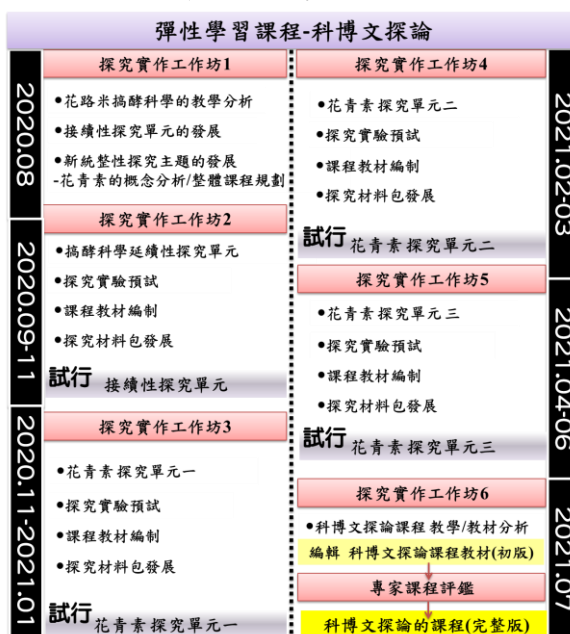 彈性學習課程-科博文探論
2020.08
探究實作工作坊1
•花路米搞酵科學的教學分析
•接續性探究單元的發展
•新統整性探究主題的發展
-花青素的概念分析/整體課程規劃
2020.09-11
探究實作工作坊2
•搞酵科學延續性探究單元
•探究實驗預試
•課程教材編制
•探究材料包發展
試行 接續性探究單元
2020.11-2021.01
探究實作工作坊3
•花青素探究單元一
•探究實驗預試
•課程教材編制
•探究材料包發展
試行 花青素探究單元一
2021.02-03
探究實作工作坊4
•花青素探究單元二
•探究實驗預試
•課程教材編制
•探究材料包發展
試行 花青素探究單元二
2021.04-06
探究實作工作坊5
•花青素探究單元三
•探究實驗預試
•課程教材編制
•探究材料包發展
試行 花青素探究單元三
2021.07
探究實作工作坊6
•科博文探論課程教學/教材分析
編輯 科博文探論課程教材(初版)
專家課程評鑑
科博文探論的課程(完整版)